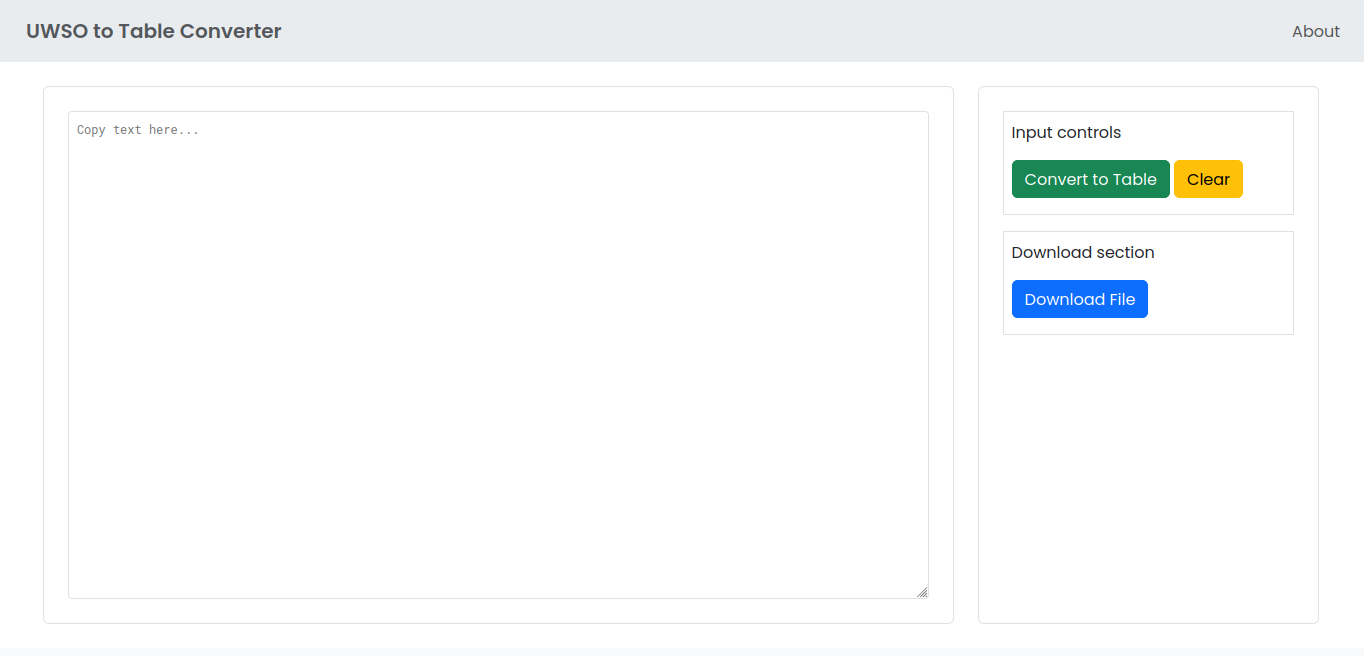 UWSO to Table Converter
About
Copy text here...
Input controls
Convert to Table
Clear
Download section
Download File